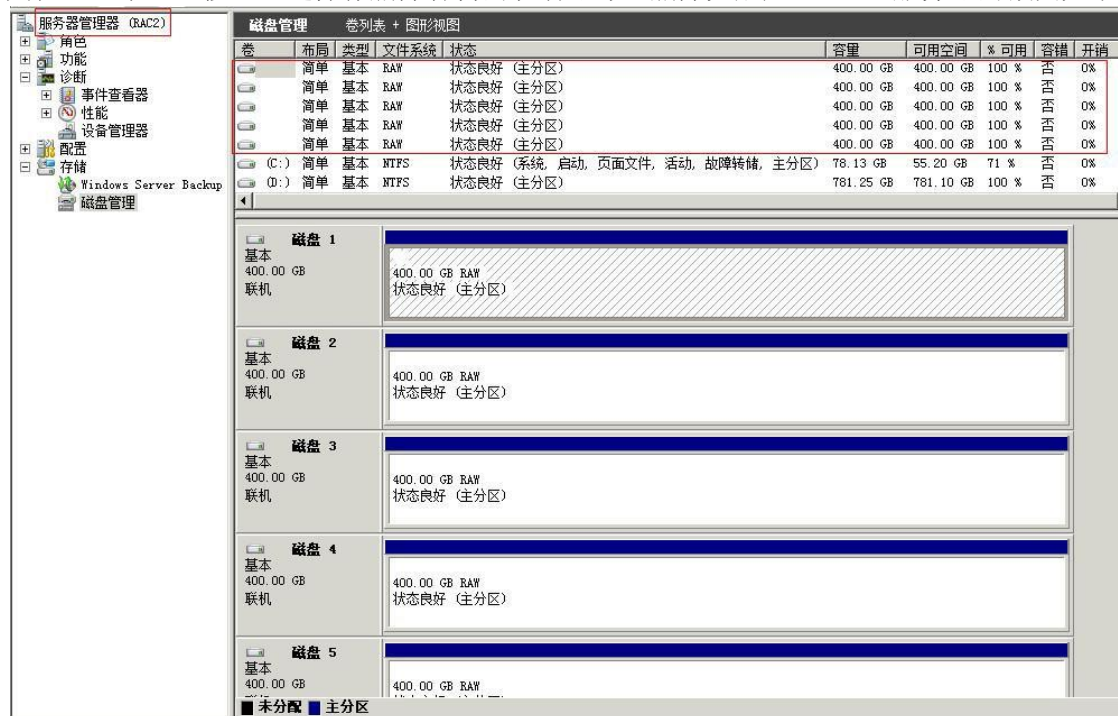 服务器管理器 (RAC2)
角色
功能
诊断
事件查看器
性能
设备管理器
配置
存储
Windows Server Backup
磁盘管理
磁盘管理 卷列表 + 图形视图
卷 布局 类型 文件系统 状态 容量 可用空间 % 可用 容错 开销
简单 基本 RAW 状态良好 (主分区) 400.00 GB 400.00 GB 100 % 否 0%
简单 基本 RAW 状态良好 (主分区) 400.00 GB 400.00 GB 100 % 否 0%
简单 基本 RAW 状态良好 (主分区) 400.00 GB 400.00 GB 100 % 否 0%
简单 基本 RAW 状态良好 (主分区) 400.00 GB 400.00 GB 100 % 否 0%
简单 基本 RAW 状态良好 (主分区) 400.00 GB 400.00 GB 100 % 否 0%
(C:) 简单 基本 NTFS 状态良好 (系统, 启动, 页面文件, 活动, 故障转储, 主分区) 78.13 GB 55.20 GB 71 % 否 0%
(D:) 简单 基本 NTFS 状态良好 (主分区) 781.25 GB 781.10 GB 100 % 否 0%
磁盘 1
基本
400.00 GB
联机
400.00 GB RAW
状态良好 (主分区)
磁盘 2
基本
400.00 GB
联机
400.00 GB RAW
状态良好 (主分区)
磁盘 3
基本
400.00 GB
联机
400.00 GB RAW
状态良好 (主分区)
磁盘 4
基本
400.00 GB
联机
400.00 GB RAW
状态良好 (主分区)
磁盘 5
基本
400.00 GB
400.00 GB RAW
未分配 主分区